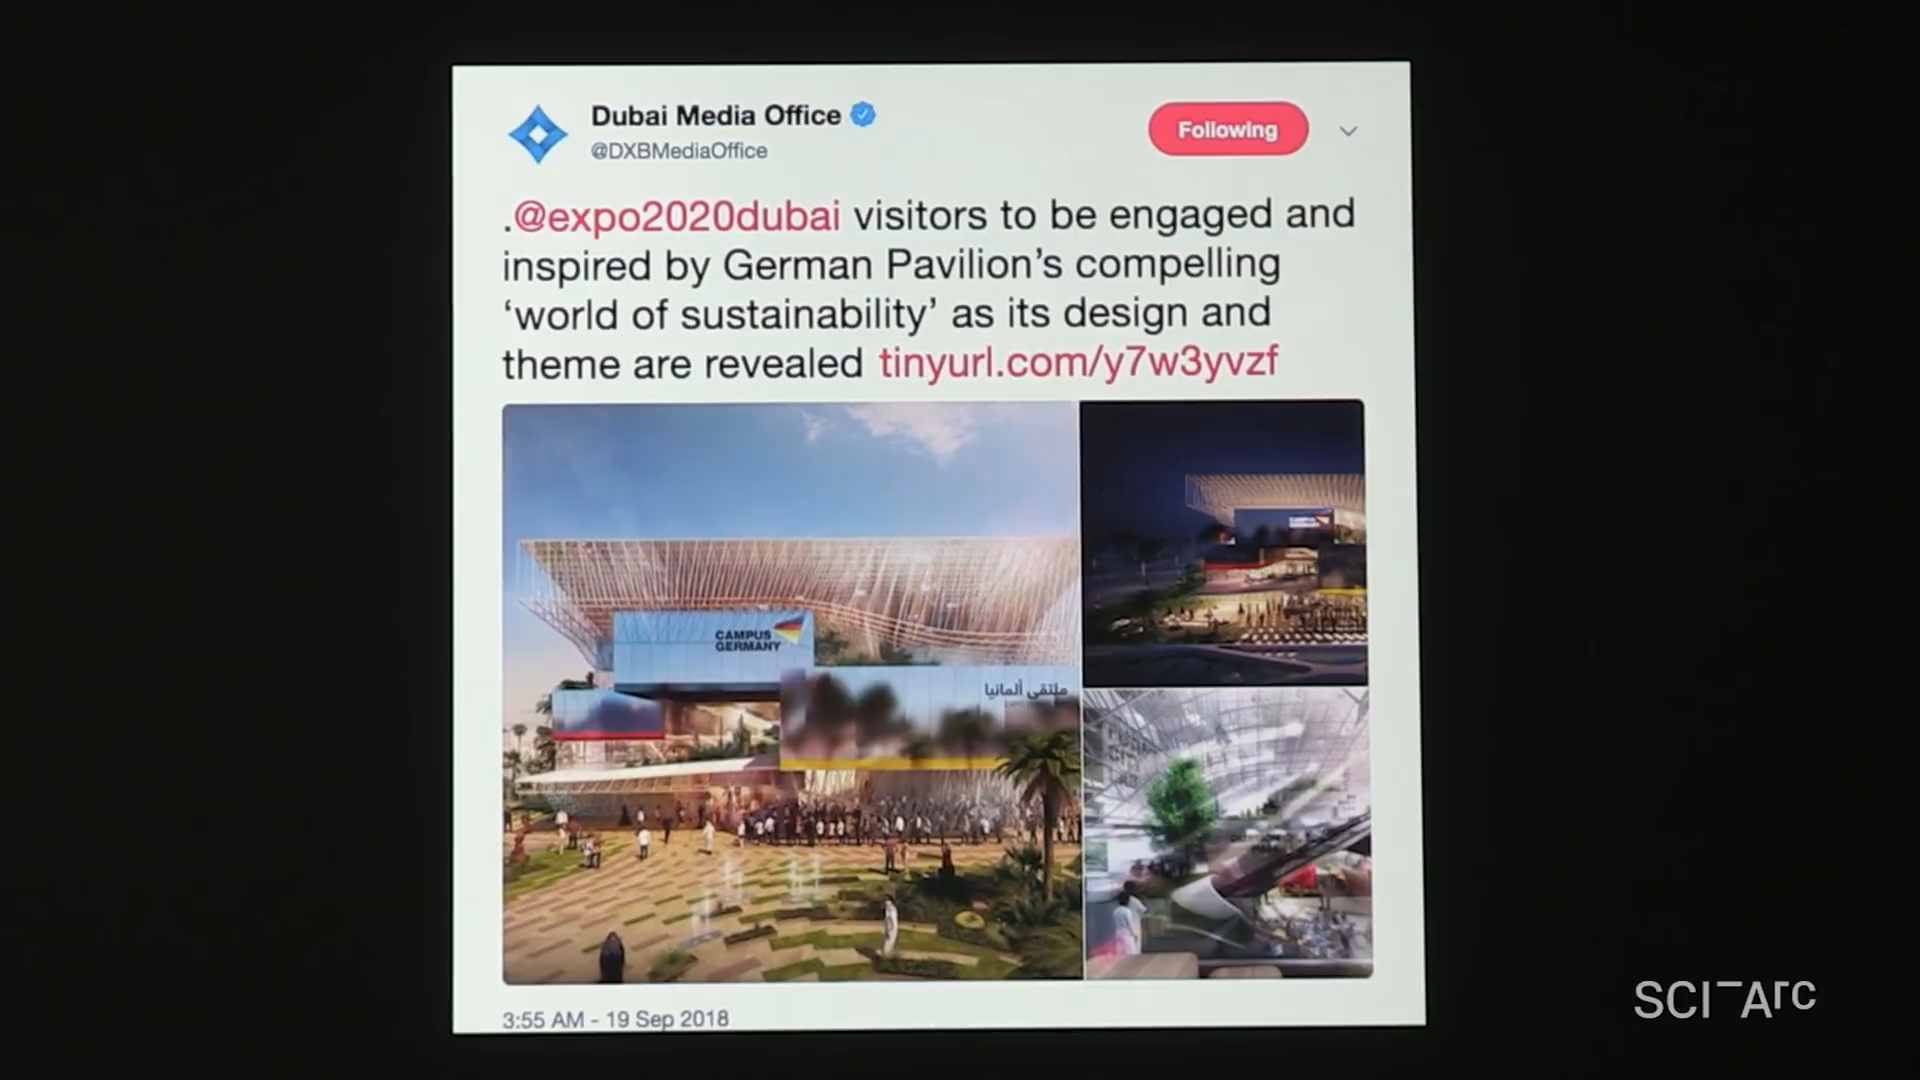 Dubai Media Office
@DXBMediaOffice
Following
.@expo2020dubai visitors to be engaged and
inspired by German Pavilion’s compelling
‘world of sustainability’ as its design and
theme are revealed tinyurl.com/y7w3yvzf
CAMPUS
GERMANY
ملتقى ألمانيا
CAMPUS
GERMANY
3:55 AM - 19 Sep 2018
SCI-Arc